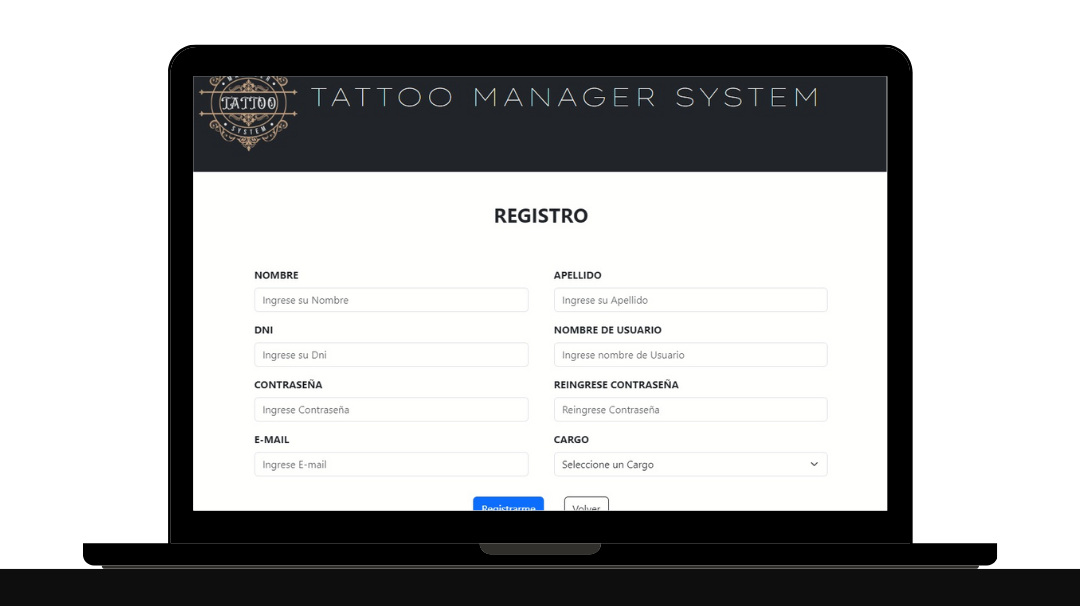 TATTOO
SYSTEM
TATTOO MANAGER SYSTEM
REGISTRO
NOMBRE
Ingrese su Nombre
APELLIDO
Ingrese su Apellido
DNI
Ingrese su Dni
NOMBRE DE USUARIO
Ingrese nombre de Usuario
CONTRASEÑA
Ingrese Contraseña
REINGRESE CONTRASEÑA
Reingrese Contraseña
E-MAIL
Ingrese E-mail
CARGO
Seleccione un Cargo
Registrarme
Volver